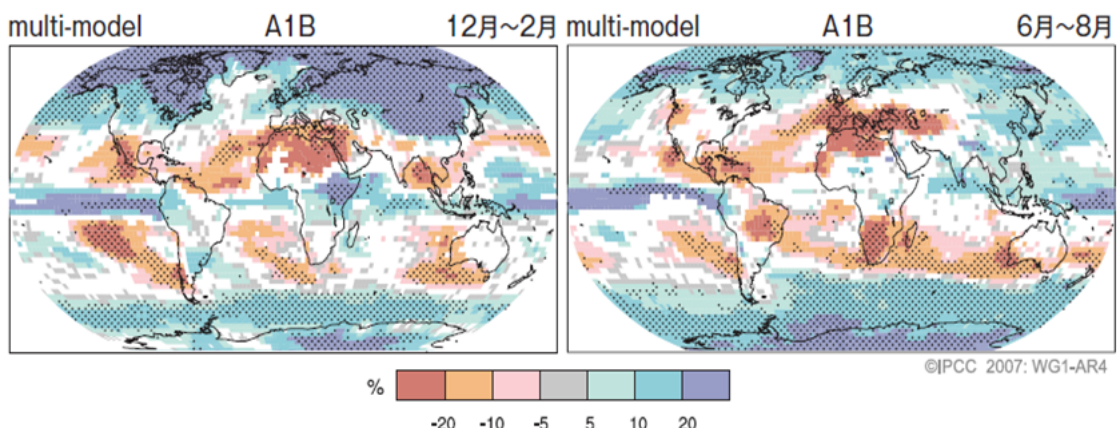 multi-model A1B 12月~2月
multi-model A1B 6月~8月
©IPCC 2007: WG1-AR4
%
-20 -10 -5 5 10 20